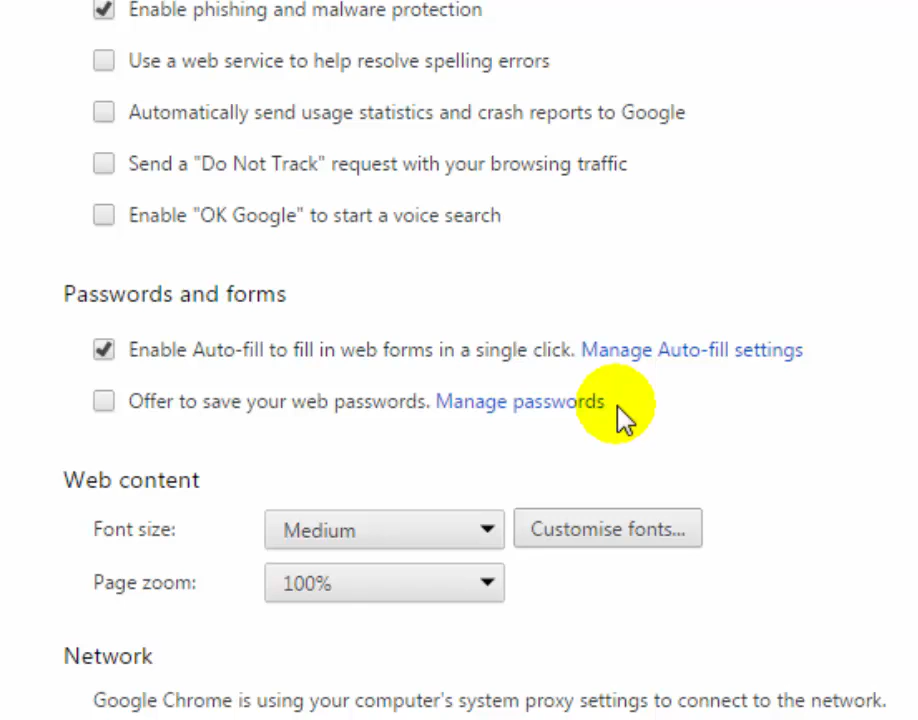 Enable phishing and malware protection
Use a web service to help resolve spelling errors
Automatically send usage statistics and crash reports to Google
Send a "Do Not Track" request with your browsing traffic
Enable "OK Google" to start a voice search
Passwords and forms
Enable Auto-fill to fill in web forms in a single click. Manage Auto-fill settings
Offer to save your web passwords. Manage passwords
Web content
Font size: Medium Customise fonts...
Page zoom: 100%
Network
Google Chrome is using your computer's system proxy settings to connect to the network.